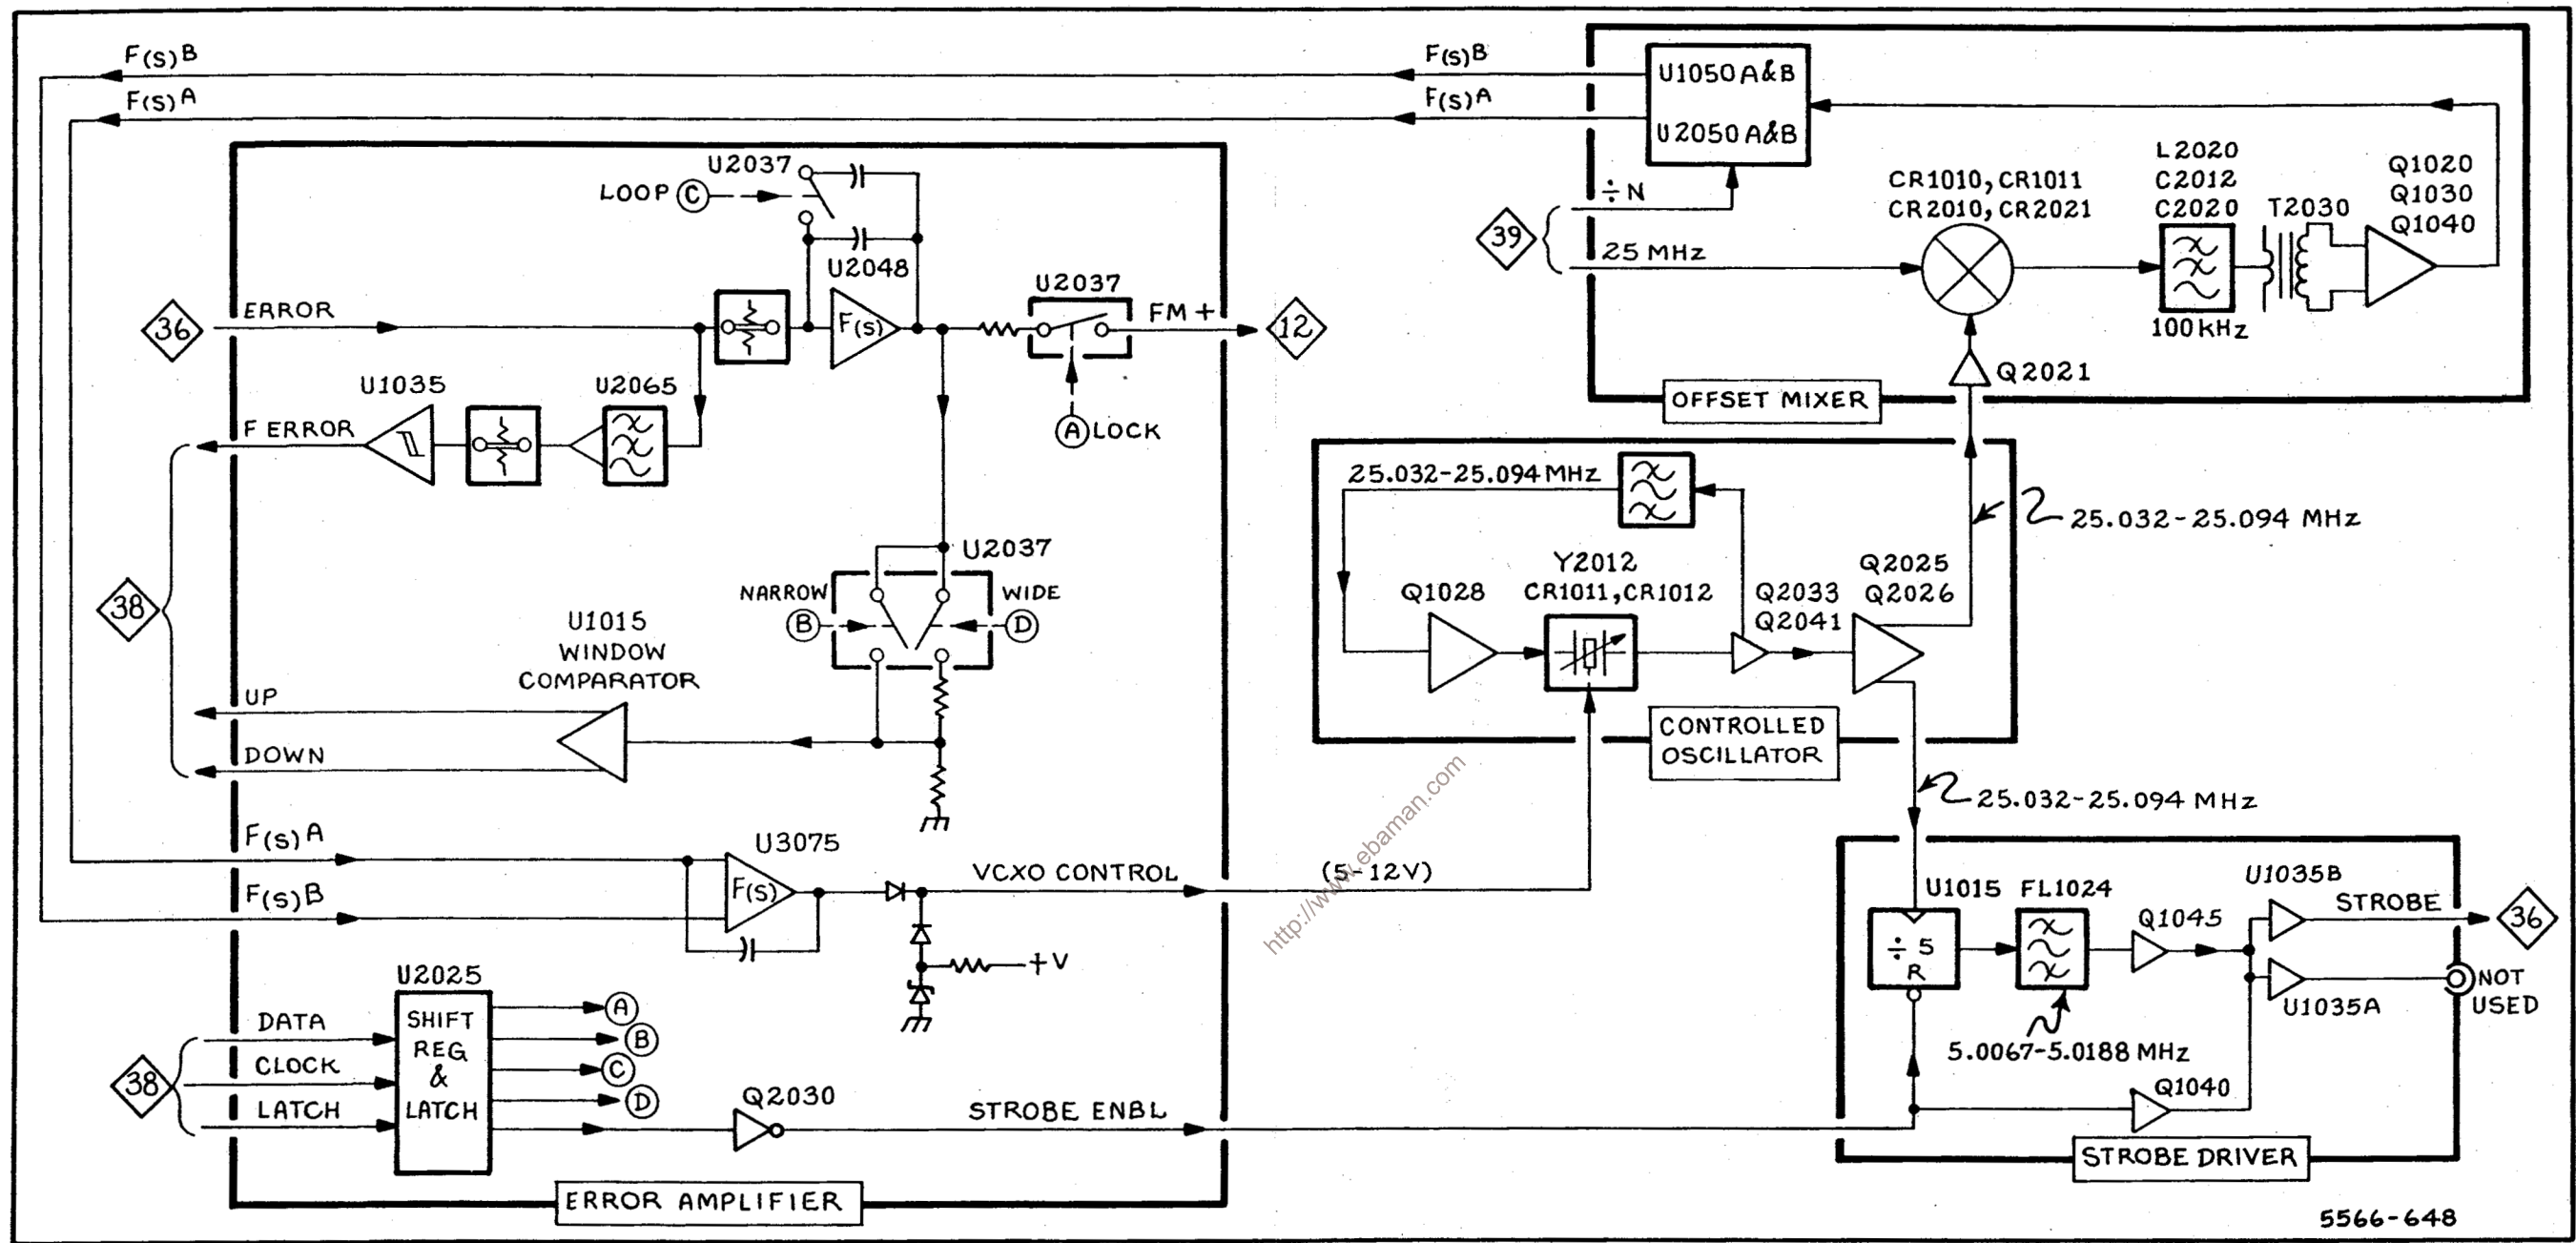 F(S)B
F(S)B
F(S)A
F(S)A
U1050A&B
U2050A&B
÷N
39
25 MHz
CR1010, CR1011
CR2010, CR2021
L2020
C2012
C2020
T2030
Q1020
Q1030
Q1040
100 kHz
Q2021
OFFSET MIXER
U2037
LOOP C
U2048
F(S)
U2037
FM +
12
A LOCK
36
ERROR
U1035
U2065
F ERROR
38
U2037
NARROW
B
WIDE
D
U1015
WINDOW
COMPARATOR
UP
DOWN
25.032-25.094 MHz
25.032-25.094 MHz
Q1028
Y2012
CR1011, CR1012
Q2033
Q2041
Q2025
Q2026
CONTROLLED
OSCILLATOR
25.032-25.094 MHz
F(S)A
F(S)B
U3075
F(S)
VCXO CONTROL
(5-12V)
+V
U2025
SHIFT
REG
&
LATCH
DATA
CLOCK
LATCH
38
A
B
C
D
Q2030
STROBE ENBL
ERROR AMPLIFIER
U1015
÷ 5
R
FL1024
5.0067-5.0188 MHz
Q1045
Q1040
U1035B
STROBE
36
U1035A
NOT
USED
STROBE DRIVER
5566-648
http://www.ebaman.com